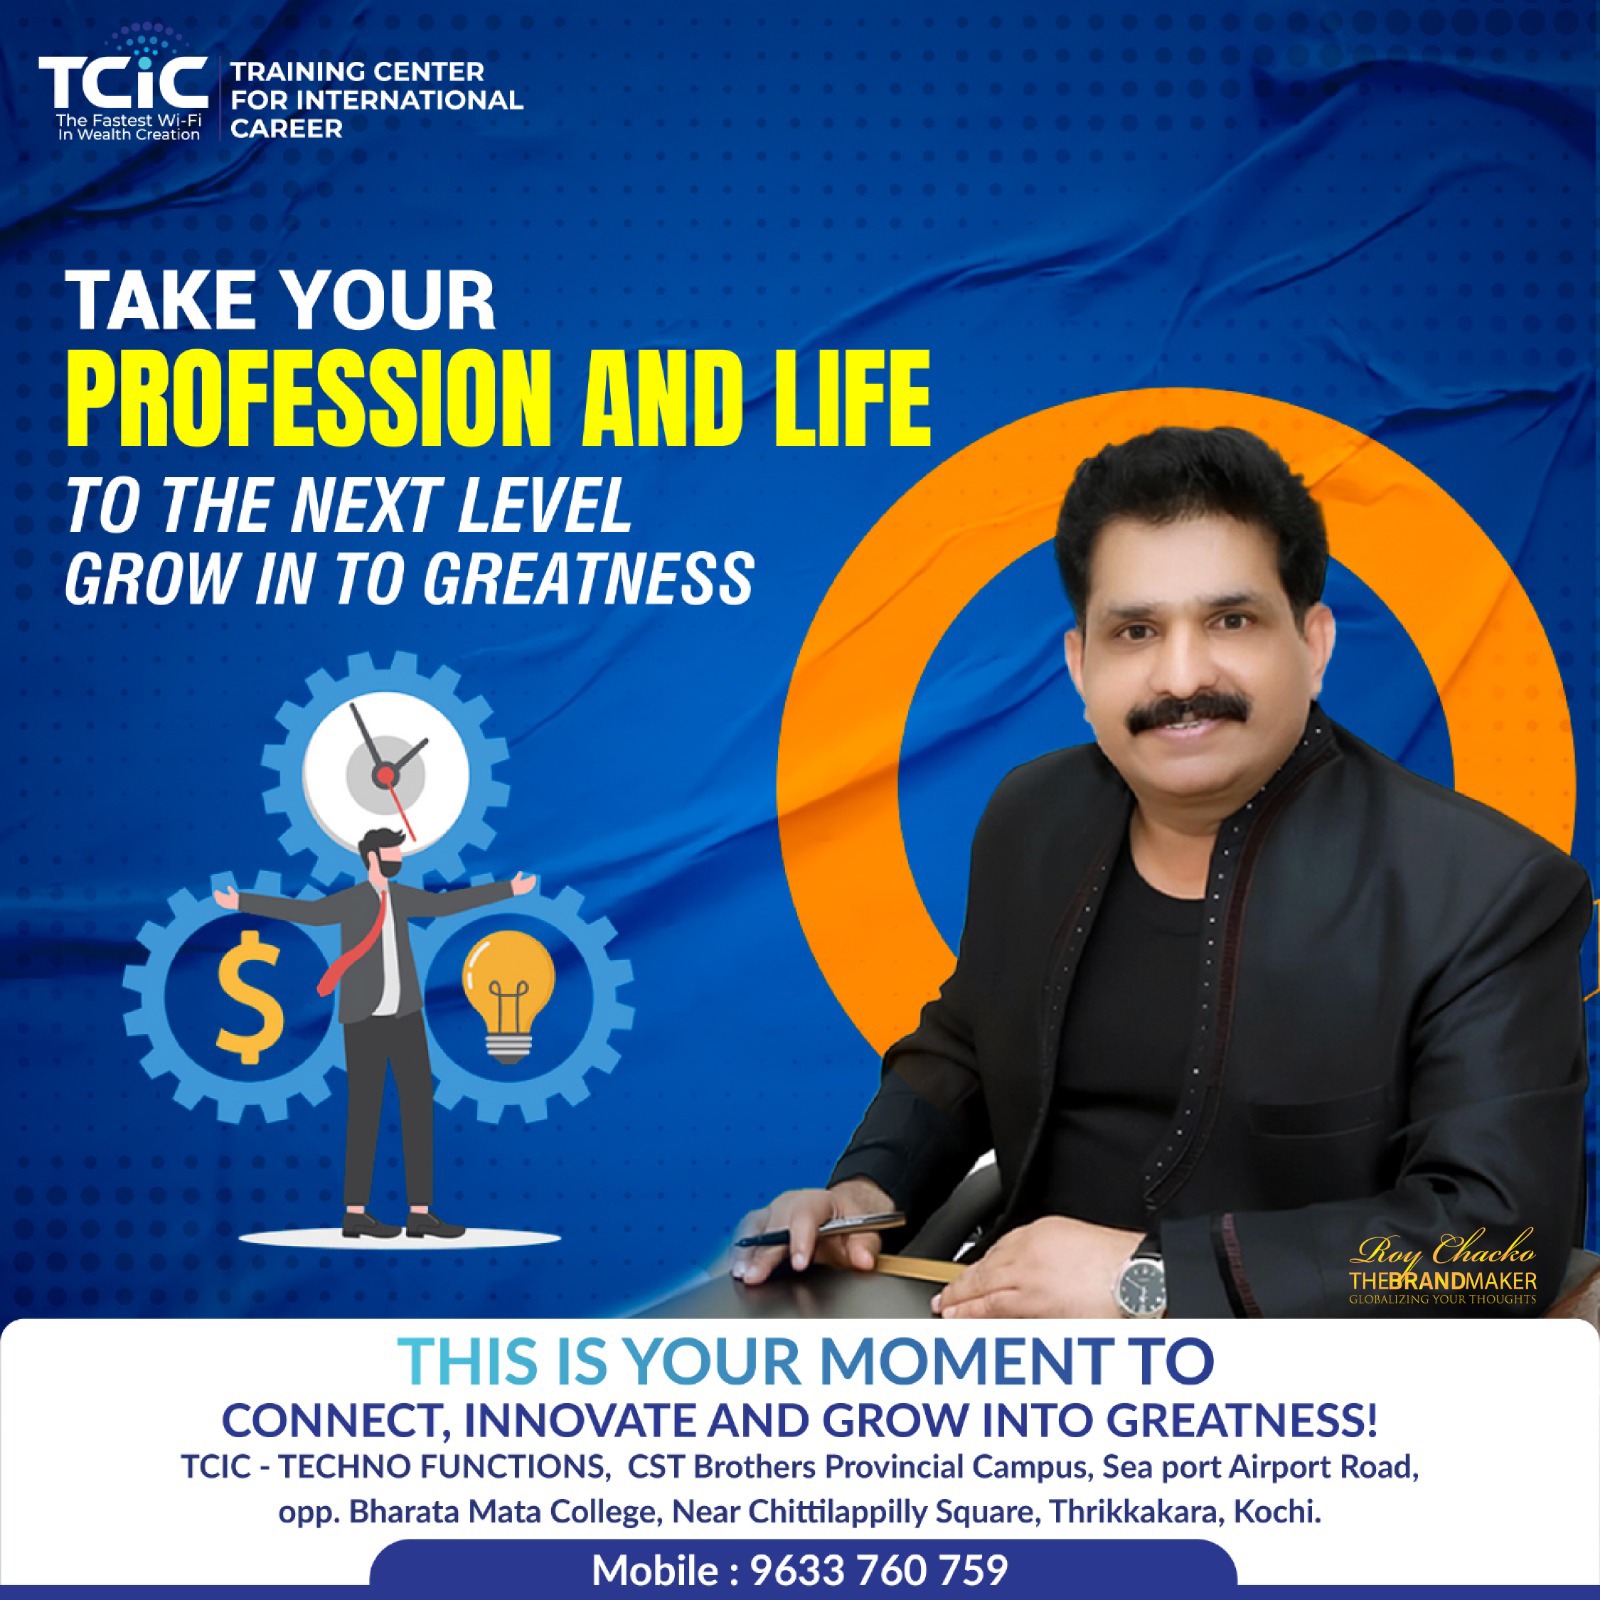 TCiC
The Fastest Wi-Fi
In Wealth Creation
TRAINING CENTER
FOR INTERNATIONAL
CAREER
TAKE YOUR
PROFESSION AND LIFE
TO THE NEXT LEVEL
GROW IN TO GREATNESS
$
Roy Chacko
THEBRANDMAKER
GLOBALIZING YOUR THOUGHTS
THIS IS YOUR MOMENT TO
CONNECT, INNOVATE AND GROW INTO GREATNESS!
TCIC - TECHNO FUNCTIONS, CST Brothers Provincial Campus, Sea port Airport Road,
opp. Bharata Mata College, Near Chittilappilly Square, Thrikkakara, Kochi.
Mobile : 9633 760 759